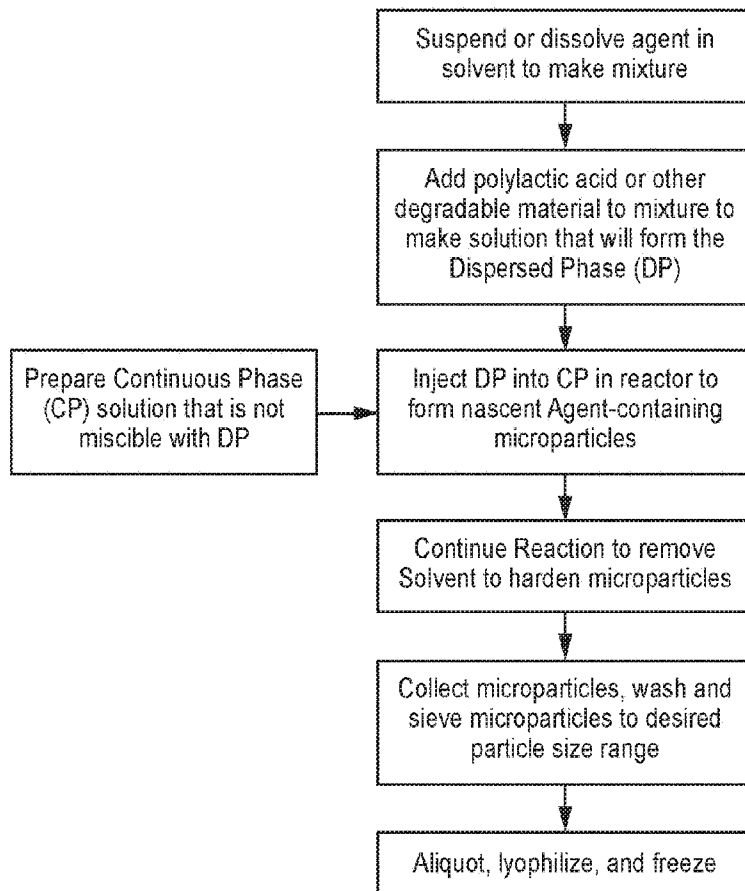 Suspend or dissolve agent in
solvent to make mixture
Add polylactic acid or other
degradable material to mixture to
make solution that will form the
Dispersed Phase (DP)
Prepare Continuous Phase
(CP) solution that is not
miscible with DP
Inject DP into CP in reactor to
form nascent Agent-containing
microparticles
Continue Reaction to remove
Solvent to harden microparticles
Collect microparticles, wash and
sieve microparticles to desired
particle size range
Aliquot, lyophilize, and freeze